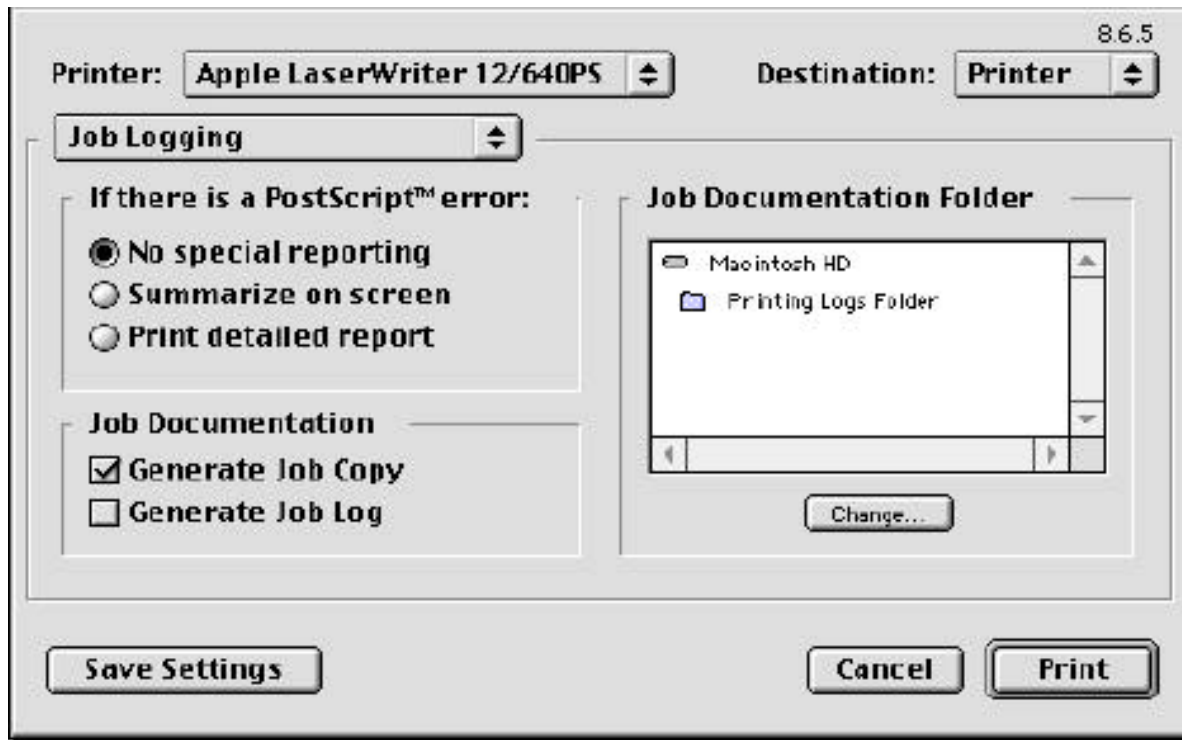 8.6.5
Printer: Apple LaserWriter 12/640PS Destination: Printer
Job Logging
If there is a PostScript™ error:
No special reporting
Summarize on screen
Print detailed report
Job Documentation
Generate Job Copy
Generate Job Log
Job Documentation Folder
Macintosh HD
Printing Logs Folder
Change...
Save Settings
Cancel
Print